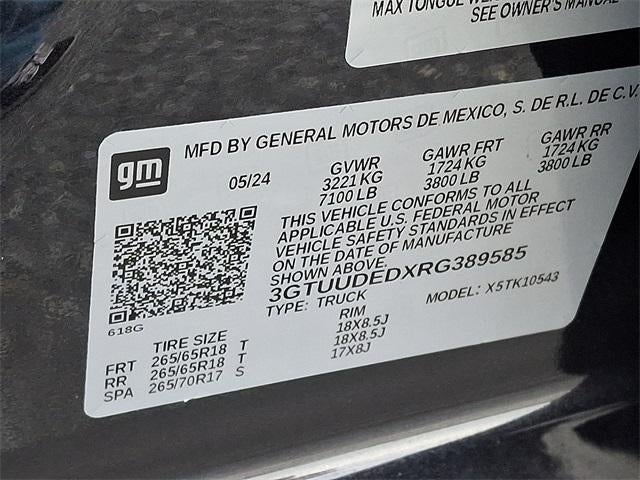 MAX TONGUE
SEE OWNER'S MANUAL
MFD BY GENERAL MOTORS DE MEXICO, S. DE R.L. DE C.V.
gm
05/24
GVWR
3221 KG
7100 LB
GAWR FRT
1724 KG
3800 LB
GAWR RR
1724 KG
3800 LB
THIS VEHICLE CONFORMS TO ALL
APPLICABLE U.S. FEDERAL MOTOR
VEHICLE SAFETY STANDARDS IN EFFECT
ON THE DATE OF MANUFACTURE
SHOWN ABOVE.
3GTUUDEDXRG389585
TYPE: TRUCK
MODEL: X5TK10543
618G
TIRE SIZE RIM
FRT 265/65R18 T 18X8.5J
RR 265/65R18 T 18X8.5J
SPA 265/70R17 S 17X8J